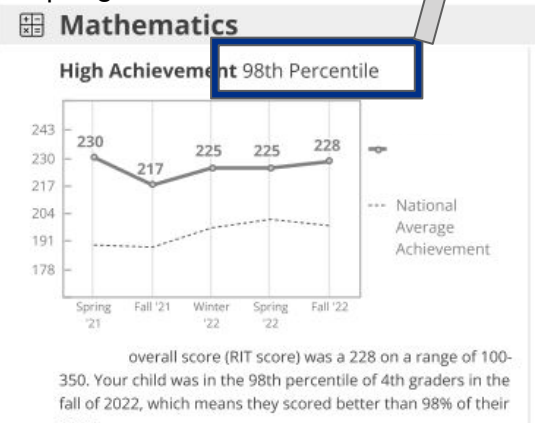 Mathematics
High Achievement 98th Percentile
243
230
217
204
191
178
230
217
225
225
228
National
Average
Achievement
Spring
'21
Fall '21
Winter
'22
Spring
'22
Fall '22
overall score (RIT score) was a 228 on a range of 100-
350. Your child was in the 98th percentile of 4th graders in the
fall of 2022, which means they scored better than 98% of their